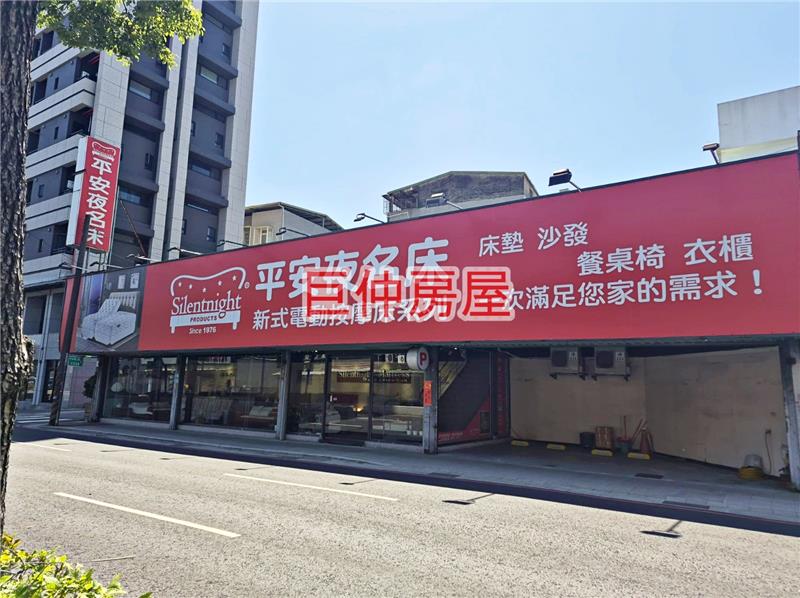 平安夜名床
Silentnight
PRODUCTS
Since 1976
平安夜名床
新式電動按摩床系列
床墊 沙發
餐桌椅 衣櫃
次滿足您家的需求！
巨伸房屋
P
Silentnight